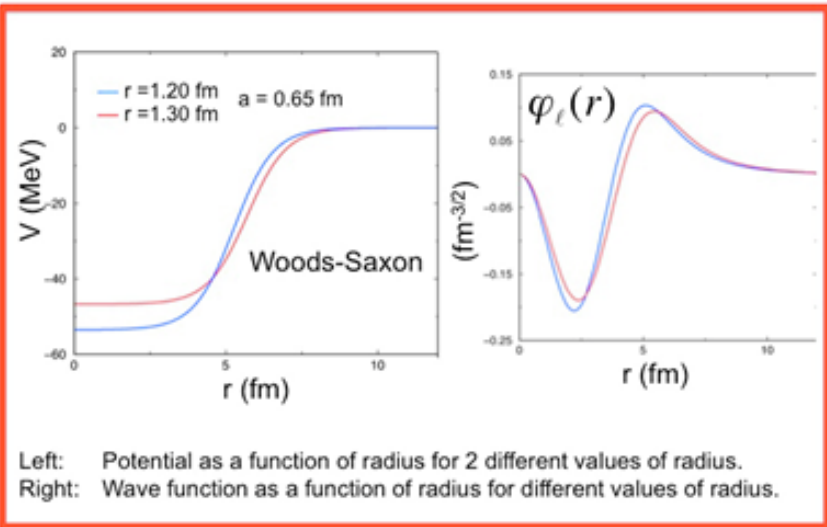 20
0
−20
−40
−60
V (MeV)
r =1.20 fm
r =1.30 fm
a = 0.65 fm
Woods-Saxon
0
5
10
r (fm)
0.15
0.05
−0.05
−0.15
−0.25
(fm-3/2)
φℓ(r)
0
5
10
r (fm)
Left: Potential as a function of radius for 2 different values of radius.
Right: Wave function as a function of radius for different values of radius.